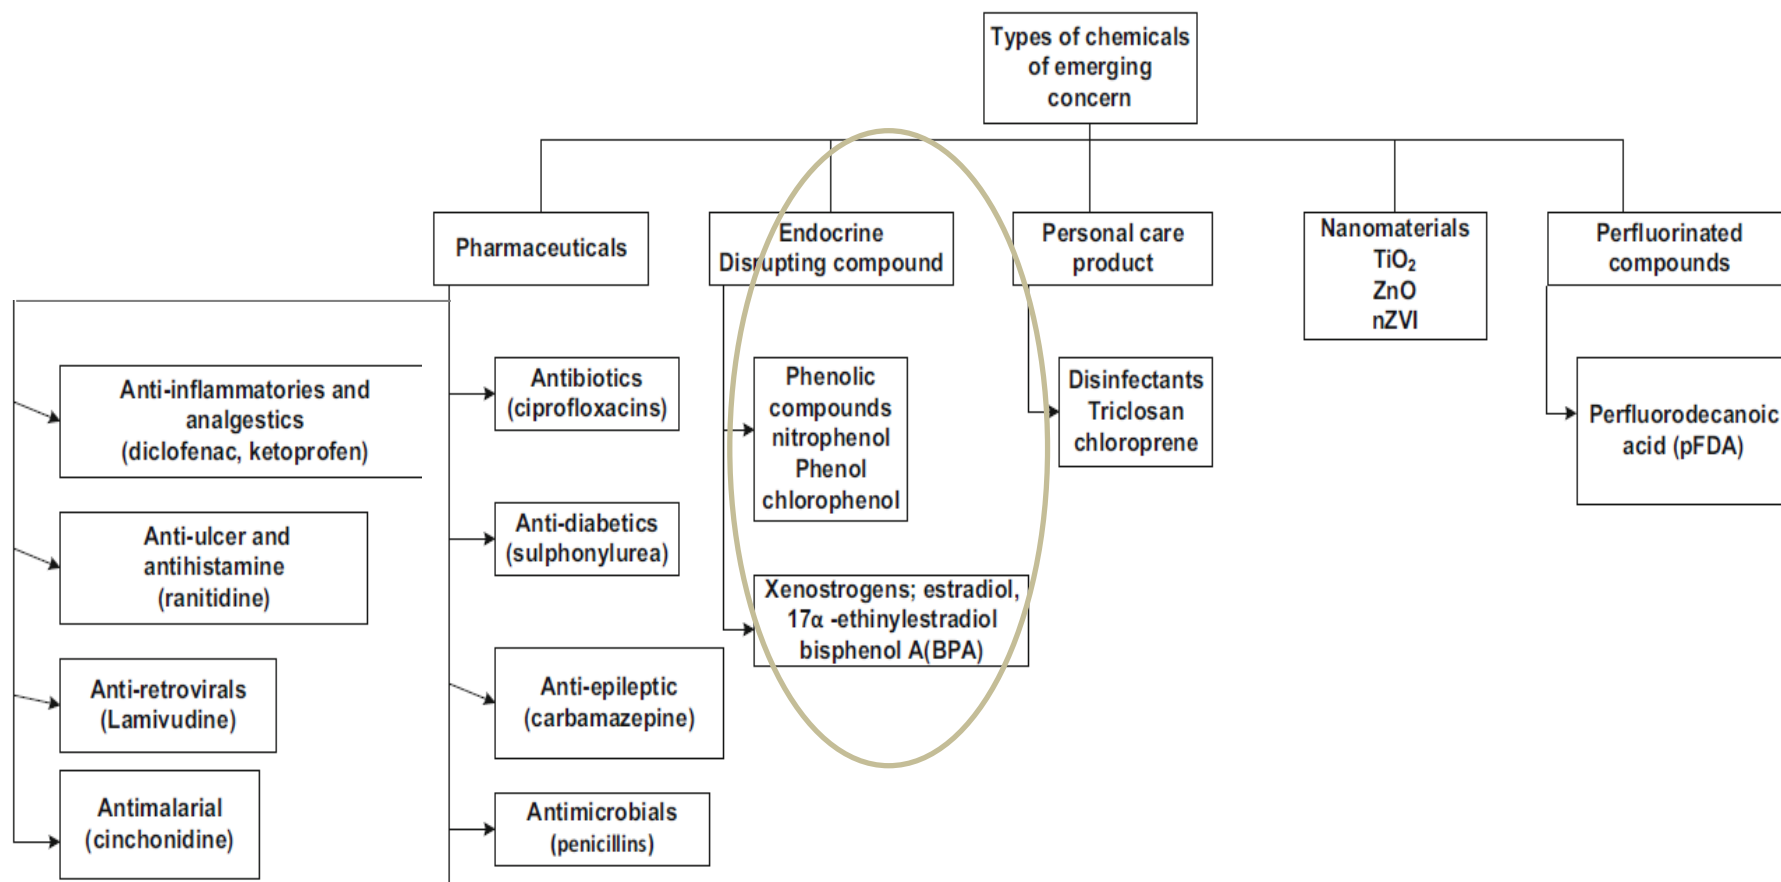 Types of chemicals
of emerging
concern
Pharmaceuticals
Endocrine
Disrupting compound
Personal care
product
Nanomaterials
TiO₂
ZnO
nZVI
Perfluorinated
compounds
Anti-inflammatories and
analgestics
(diclofenac, ketoprofen)
Anti-ulcer and
antihistamine
(ranitidine)
Anti-retrovirals
(Lamivudine)
Antimalarial
(cinchonidine)
Antibiotics
(ciprofloxacins)
Anti-diabetics
(sulphonylurea)
Anti-epileptic
(carbamazepine)
Antimicrobials
(penicillins)
Phenolic
compounds
nitrophenol
Phenol
chlorophenol
Xenostrogens; estradiol,
17α -ethinylestradiol
bisphenol A(BPA)
Disinfectants
Triclosan
chloroprene
Perfluorodecanoic
acid (pFDA)